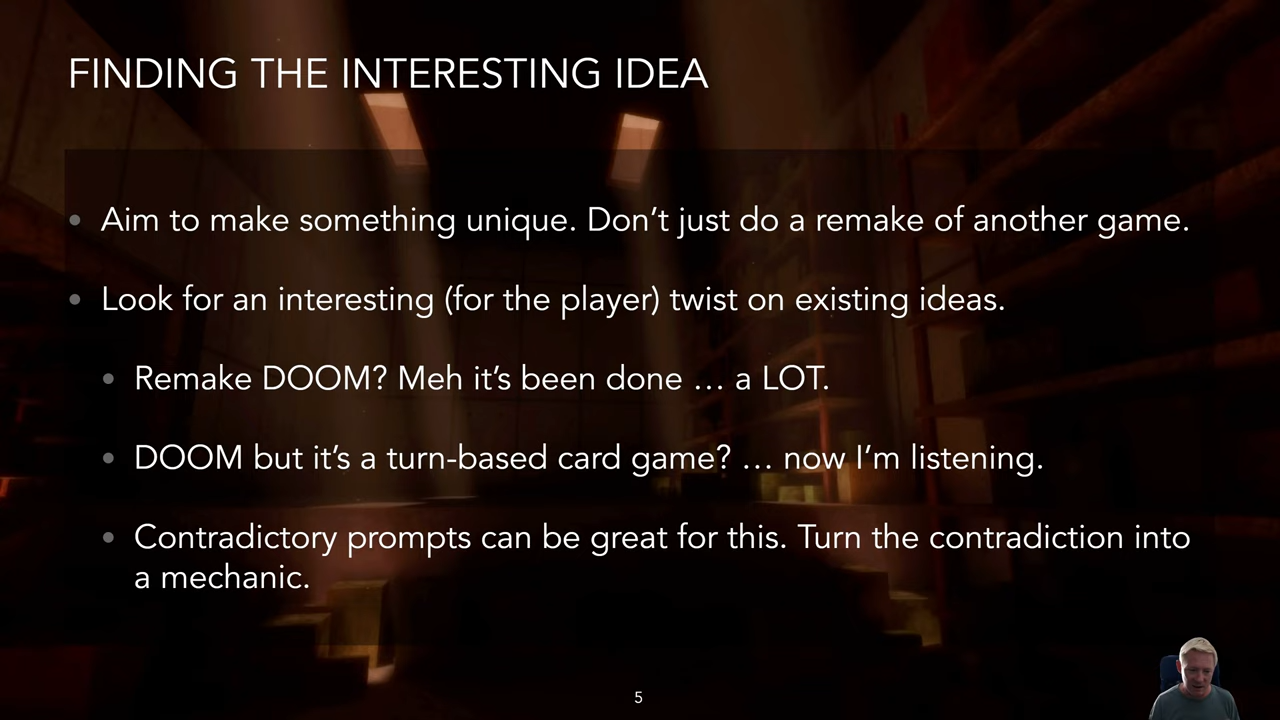 FINDING THE INTERESTING IDEA
• Aim to make something unique. Don’t just do a remake of another game.
• Look for an interesting (for the player) twist on existing ideas.
• Remake DOOM? Meh it’s been done … a LOT.
• DOOM but it’s a turn-based card game? … now I’m listening.
• Contradictory prompts can be great for this. Turn the contradiction into
a mechanic.
5